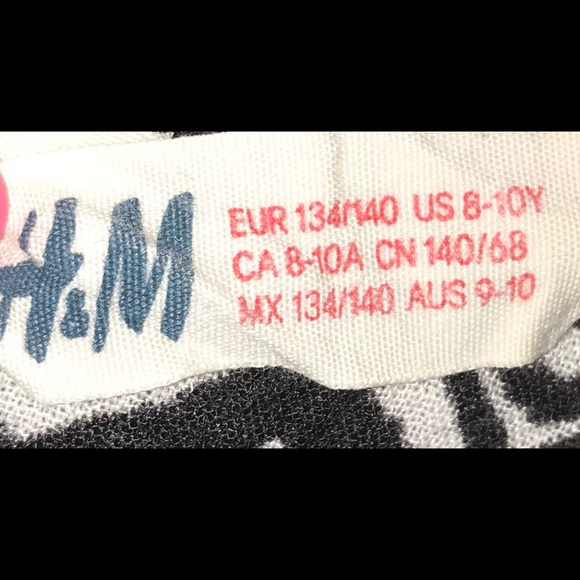 H&M
EUR 134/140 US 8-10Y
CA 8-10A CN 140/68
MX 134/140 AUS 9-10